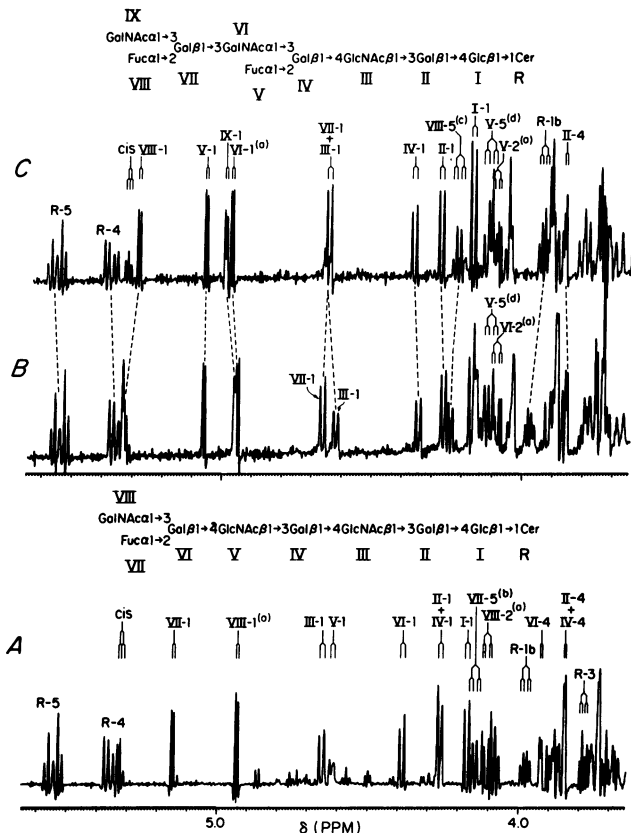 IX
VI
GalNAcα1→3
Galβ1→3GalNAcα1→3
Fucα1→2
Galβ1→4GlcNAcβ1→3Galβ1→4Glcβ1→1Cer
Fucα1→2
VIII
VII
V
IV
III
II
I
R
C
R-5
R-4
cis
VIII-1
V-1
IX-1
VI-1(a)
VII-1
+
III-1
IV-1
II-1
VIII-5(c)
I-1
V-5(d)
V-2(a)
R-1b
II-4
B
VII-1
III-1
V-5(d)
VI-2(a)
VIII
GalNAcα1→3
Galβ1→4GlcNAcβ1→3Galβ1→4GlcNAcβ1→3Galβ1→4Glcβ1→1Cer
Fucα1→2
VII
VI
V
IV
III
II
I
R
A
R-5
R-4
cis
VII-1
VIII-1(a)
III-1
V-1
VI-1
II-1
+
IV-1
I-1
VII-5(b)
VIII-2(a)
R-1b
VI-4
II-4
+
IV-4
R-3
5.0
4.0
δ (PPM)